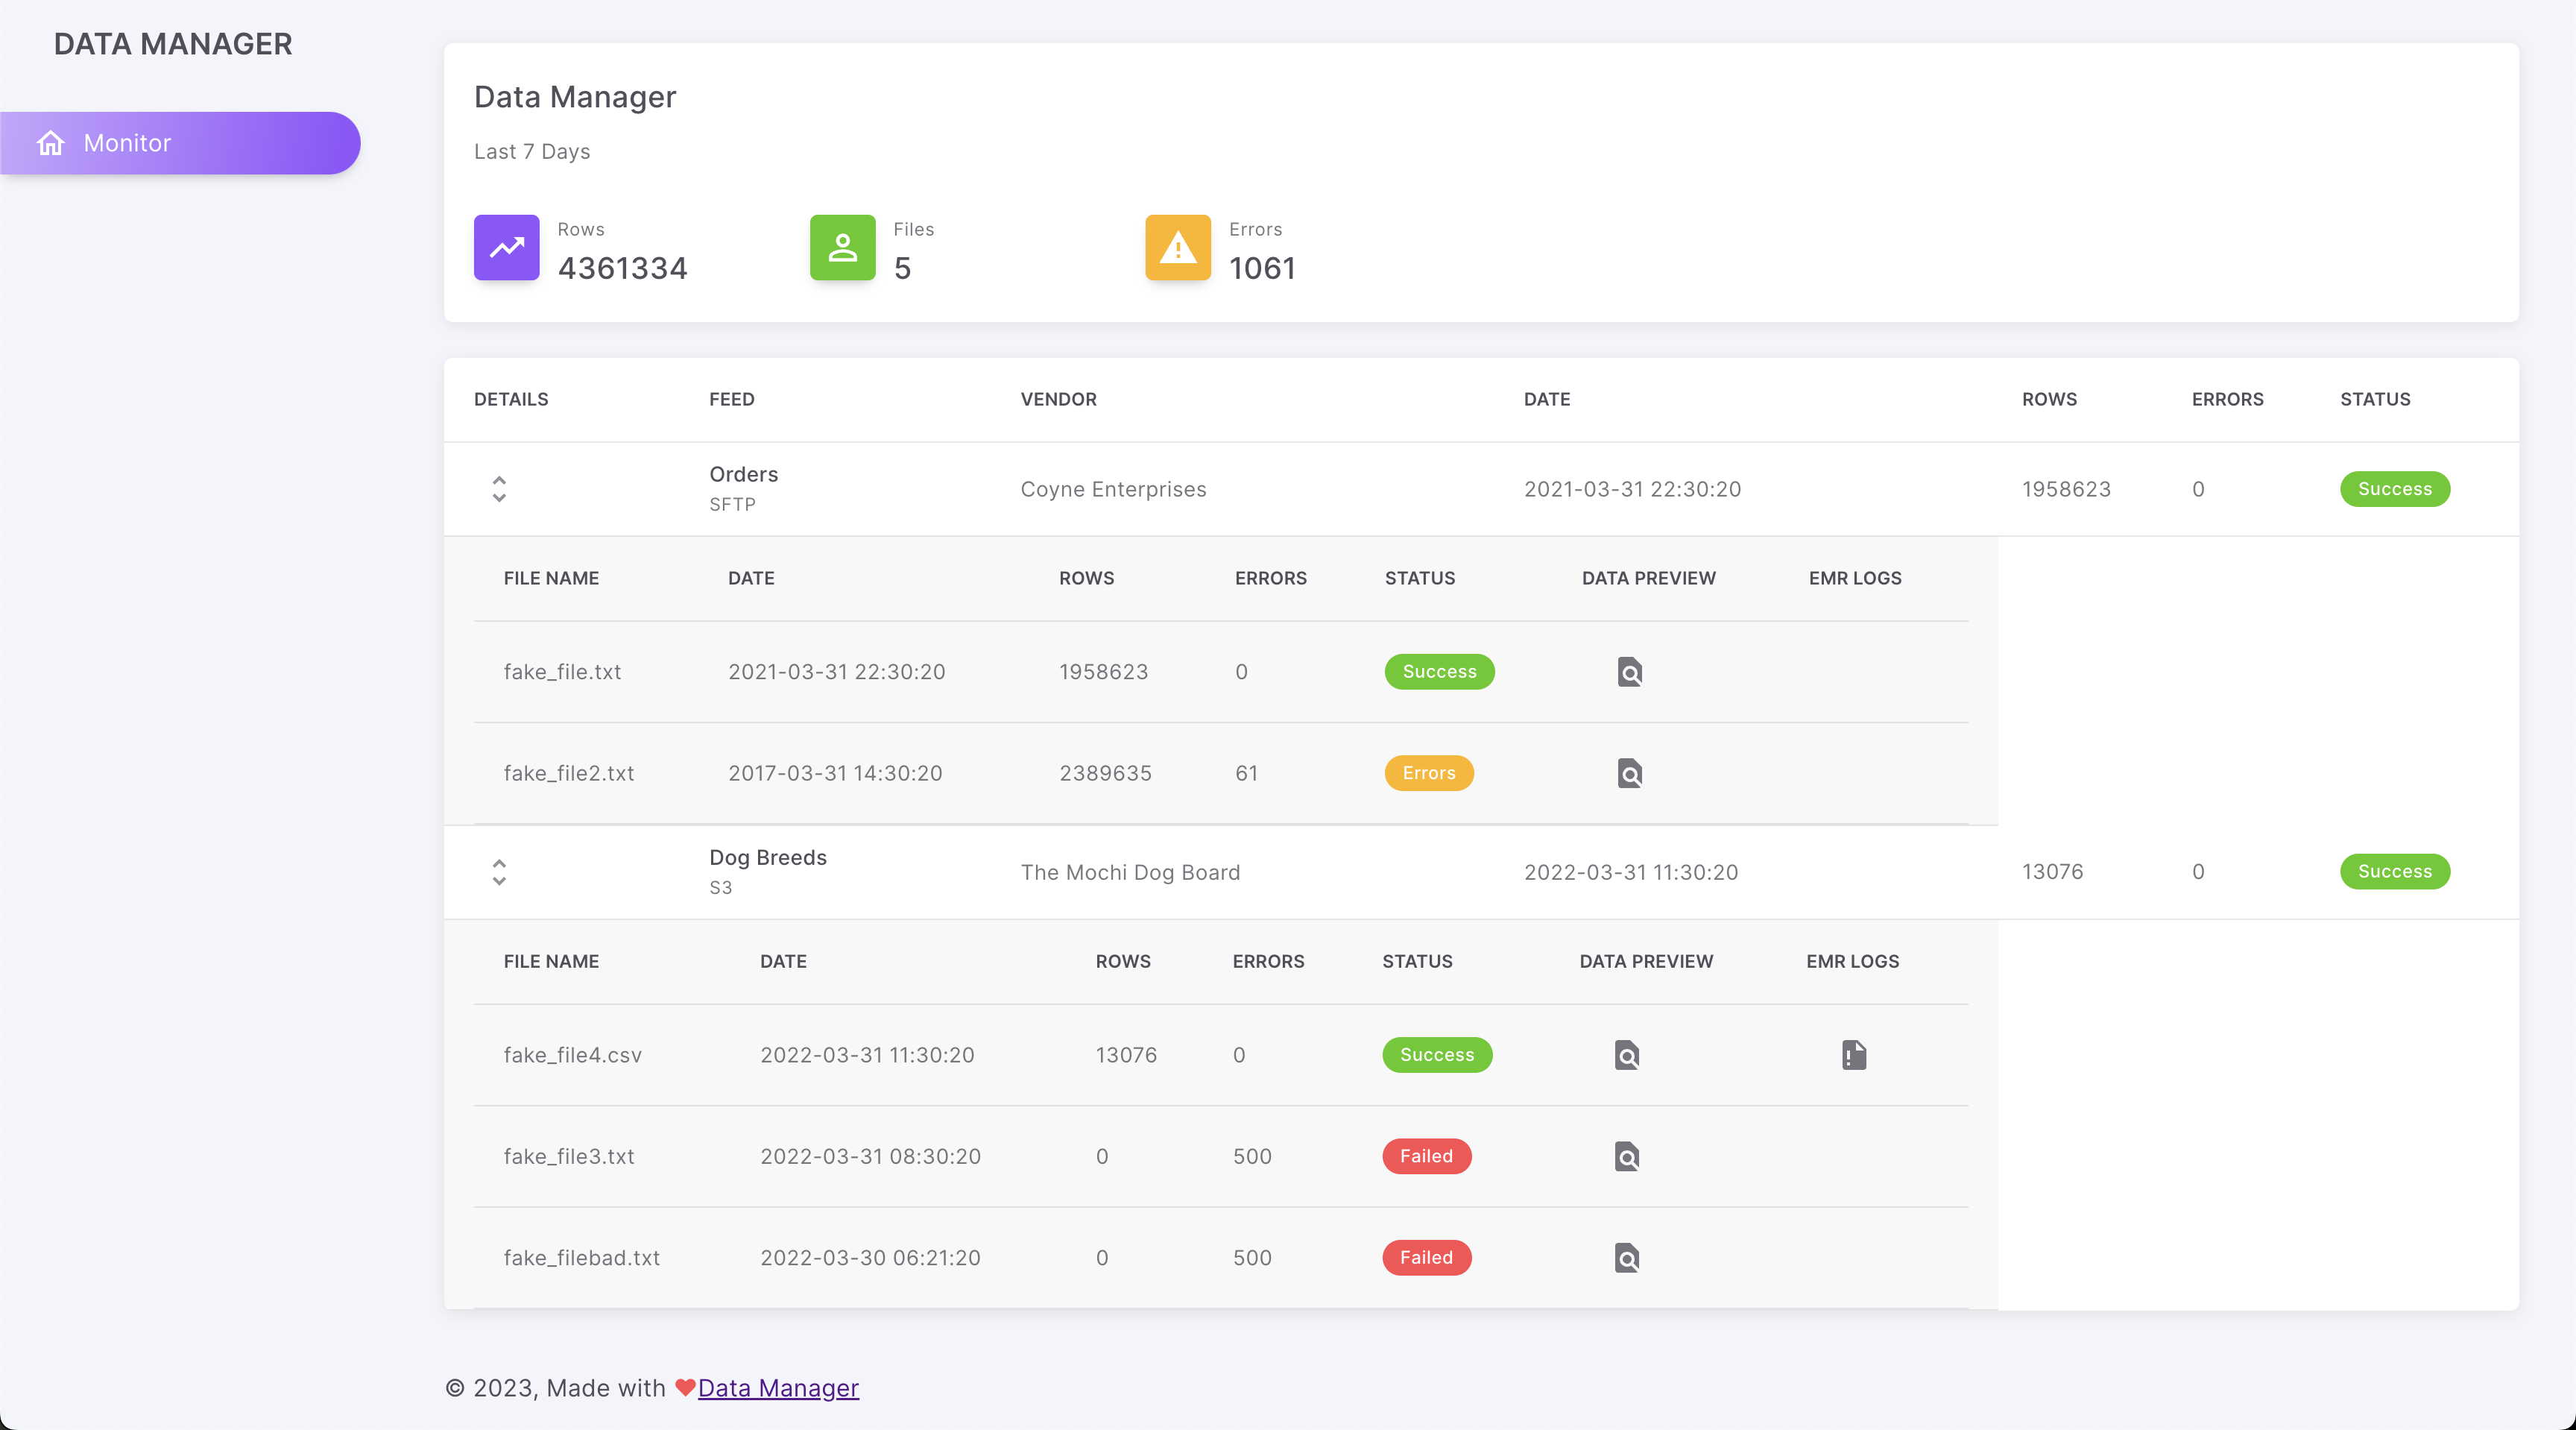 DATA MANAGER
Monitor
Data Manager
Last 7 Days
Rows
4361334
Files
5
Errors
1061
DETAILS FEED VENDOR DATE ROWS ERRORS STATUS
Orders
SFTP
Coyne Enterprises 2021-03-31 22:30:20 1958623 0 Success
FILE NAME DATE ROWS ERRORS STATUS DATA PREVIEW EMR LOGS
fake_file.txt 2021-03-31 22:30:20 1958623 0 Success
fake_file2.txt 2017-03-31 14:30:20 2389635 61 Errors
Dog Breeds
S3
The Mochi Dog Board 2022-03-31 11:30:20 13076 0 Success
FILE NAME DATE ROWS ERRORS STATUS DATA PREVIEW EMR LOGS
fake_file4.csv 2022-03-31 11:30:20 13076 0 Success
fake_file3.txt 2022-03-31 08:30:20 0 500 Failed
fake_filebad.txt 2022-03-30 06:21:20 0 500 Failed
© 2023, Made with ❤Data Manager